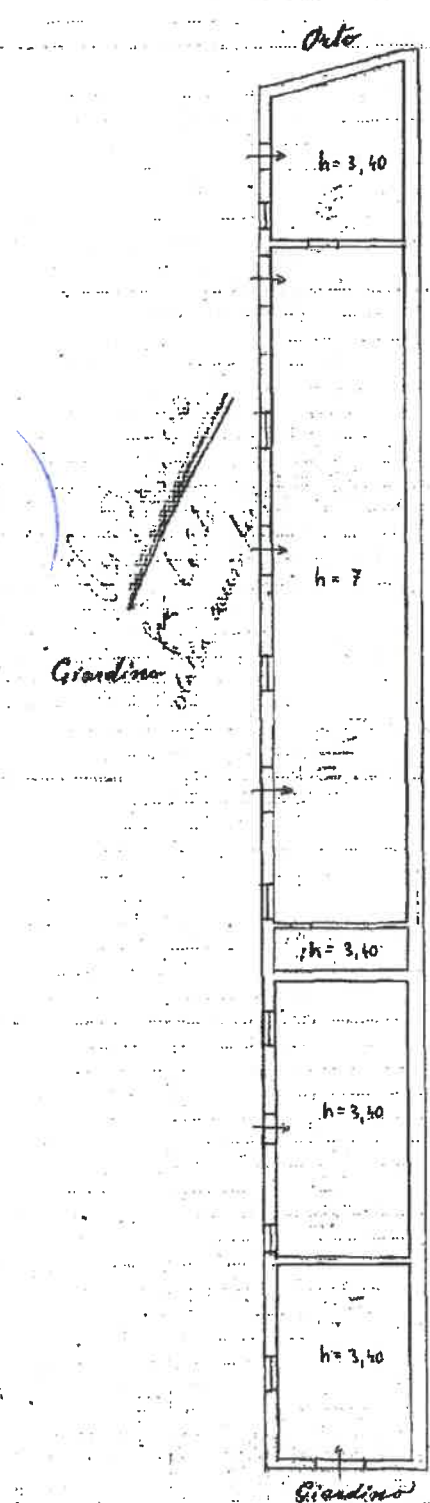 Orto
h = 3,40
h = 7
Giardino
h = 3,40
h = 3,40
h = 3,40
Giardino